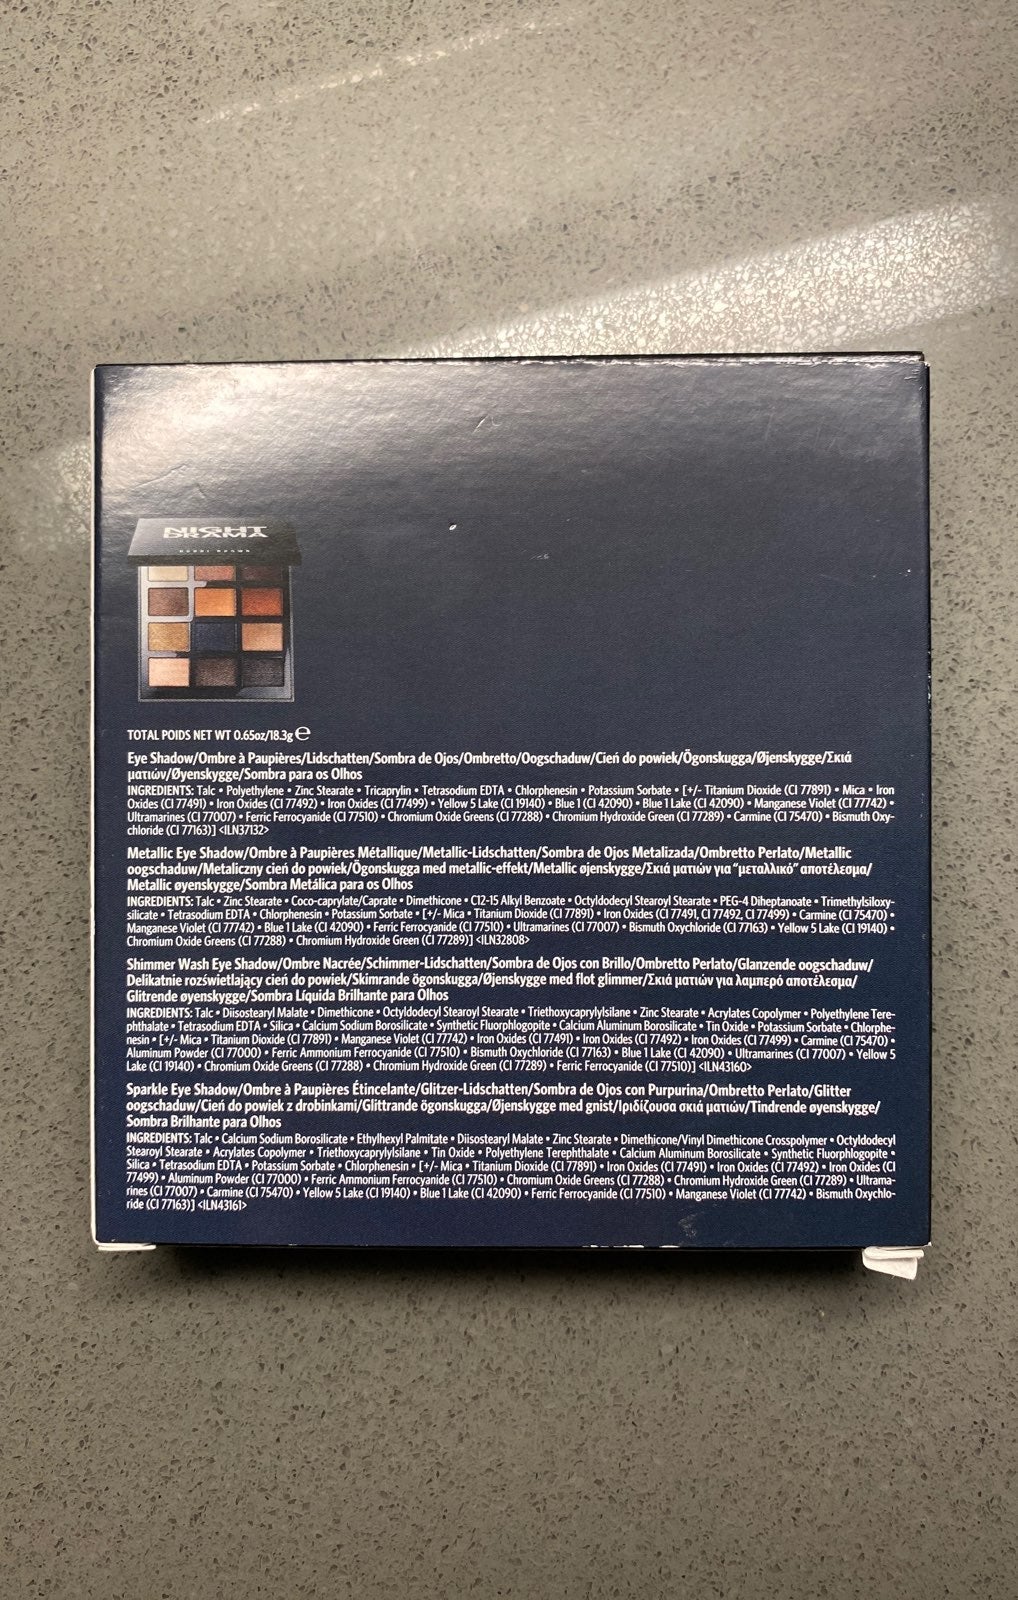 NIGHT
DRAMA
BOBBI BROWN
TOTAL POIDS NET WT 0.65oz/18.3g ℮
Eye Shadow/Ombre à Paupières/Lidschatten/Sombra de Ojos/Ombretto/Oogschaduw/Cień do powiek/Ögonskugga/Øjenskygge/Σκιά
ματιών/Øyenskygge/Sombra para os Olhos
INGREDIENTS: Talc • Polyethylene • Zinc Stearate • Tricaprylin • Tetrasodium EDTA • Chlorphenesin • Potassium Sorbate • [+/- Titanium Dioxide (CI 77891) • Mica • Iron
Oxides (CI 77491) • Iron Oxides (CI 77492) • Iron Oxides (CI 77499) • Yellow 5 Lake (CI 19140) • Blue 1 (CI 42090) • Blue 1 Lake (CI 42090) • Manganese Violet (CI 77742) •
Ultramarines (CI 77007) • Ferric Ferrocyanide (CI 77510) • Chromium Oxide Greens (CI 77288) • Chromium Hydroxide Green (CI 77289) • Carmine (CI 75470) • Bismuth Oxy-
chloride (CI 77163)] <ILN37132>
Metallic Eye Shadow/Ombre à Paupières Métallique/Metallic-Lidschatten/Sombra de Ojos Metalizada/Ombretto Perlato/Metallic
oogschaduw/Metaliczny cień do powiek/Ögonskugga med metallic-effekt/Metallic øjenskygge/Σκιά ματιών για "μεταλλικό" αποτέλεσμα/
Metallic øyenskygge/Sombra Metálica para os Olhos
INGREDIENTS: Talc • Zinc Stearate • Coco-caprylate/Caprate • Dimethicone • C12-15 Alkyl Benzoate • Octyldodecyl Stearoyl Stearate • PEG-4 Diheptanoate • Trimethylsiloxy-
silicate • Tetrasodium EDTA • Chlorphenesin • Potassium Sorbate • [+/- Mica • Titanium Dioxide (CI 77891) • Iron Oxides (CI 77491, CI 77492, CI 77499) • Carmine (CI 75470) •
Manganese Violet (CI 77742) • Blue 1 Lake (CI 42090) • Ferric Ferrocyanide (CI 77510) • Ultramarines (CI 77007) • Bismuth Oxychloride (CI 77163) • Yellow 5 Lake (CI 19140) •
Chromium Oxide Greens (CI 77288) • Chromium Hydroxide Green (CI 77289)] <ILN32808>
Shimmer Wash Eye Shadow/Ombre Nacrée/Schimmer-Lidschatten/Sombra de Ojos con Brillo/Ombretto Perlato/Glanzende oogschaduw/
Delikatnie rozświetlający cień do powiek/Skimrande ögonskugga/Øjenskygge med flot glimmer/Σκιά ματιών για λαμπερό αποτέλεσμα/
Glitrende øyenskygge/Sombra Líquida Brilhante para Olhos
INGREDIENTS: Talc • Diisostearyl Malate • Dimethicone • Octyldodecyl Stearoyl Stearate • Triethoxycaprylylsilane • Zinc Stearate • Acrylates Copolymer • Polyethylene Tere-
phthalate • Tetrasodium EDTA • Silica • Calcium Sodium Borosilicate • Synthetic Fluorphlogopite • Calcium Aluminum Borosilicate • Tin Oxide • Potassium Sorbate • Chlorphe-
nesin • [+/- Mica • Titanium Dioxide (CI 77891) • Manganese Violet (CI 77742) • Iron Oxides (CI 77491) • Iron Oxides (CI 77492) • Iron Oxides (CI 77499) • Carmine (CI 75470) •
Aluminum Powder (CI 77000) • Ferric Ammonium Ferrocyanide (CI 77510) • Bismuth Oxychloride (CI 77163) • Blue 1 Lake (CI 42090) • Ultramarines (CI 77007) • Yellow 5
Lake (CI 19140) • Chromium Oxide Greens (CI 77288) • Chromium Hydroxide Green (CI 77289) • Ferric Ferrocyanide (CI 77510)] <ILN43160>
Sparkle Eye Shadow/Ombre à Paupières Étincelante/Glitzer-Lidschatten/Sombra de Ojos con Purpurina/Ombretto Perlato/Glitter
oogschaduw/Cień do powiek z drobinkami/Glittrande ögonskugga/Øjenskygge med gnist/Ιριδίζουσα σκιά ματιών/Tindrende øyenskygge/
Sombra Brilhante para Olhos
INGREDIENTS: Talc • Calcium Sodium Borosilicate • Ethylhexyl Palmitate • Diisostearyl Malate • Zinc Stearate • Dimethicone/Vinyl Dimethicone Crosspolymer • Octyldodecyl
Stearoyl Stearate • Acrylates Copolymer • Triethoxycaprylylsilane • Tin Oxide • Polyethylene Terephthalate • Calcium Aluminum Borosilicate • Synthetic Fluorphlogopite •
Silica • Tetrasodium EDTA • Potassium Sorbate • Chlorphenesin • [+/- Mica • Titanium Dioxide (CI 77891) • Iron Oxides (CI 77491) • Iron Oxides (CI 77492) • Iron Oxides (CI
77499) • Aluminum Powder (CI 77000) • Ferric Ammonium Ferrocyanide (CI 77510) • Chromium Oxide Greens (CI 77288) • Chromium Hydroxide Green (CI 77289) • Ultrama-
rines (CI 77007) • Carmine (CI 75470) • Yellow 5 Lake (CI 19140) • Blue 1 Lake (CI 42090) • Ferric Ferrocyanide (CI 77510) • Manganese Violet (CI 77742) • Bismuth Oxychlo-
ride (CI 77163)] <ILN43161>